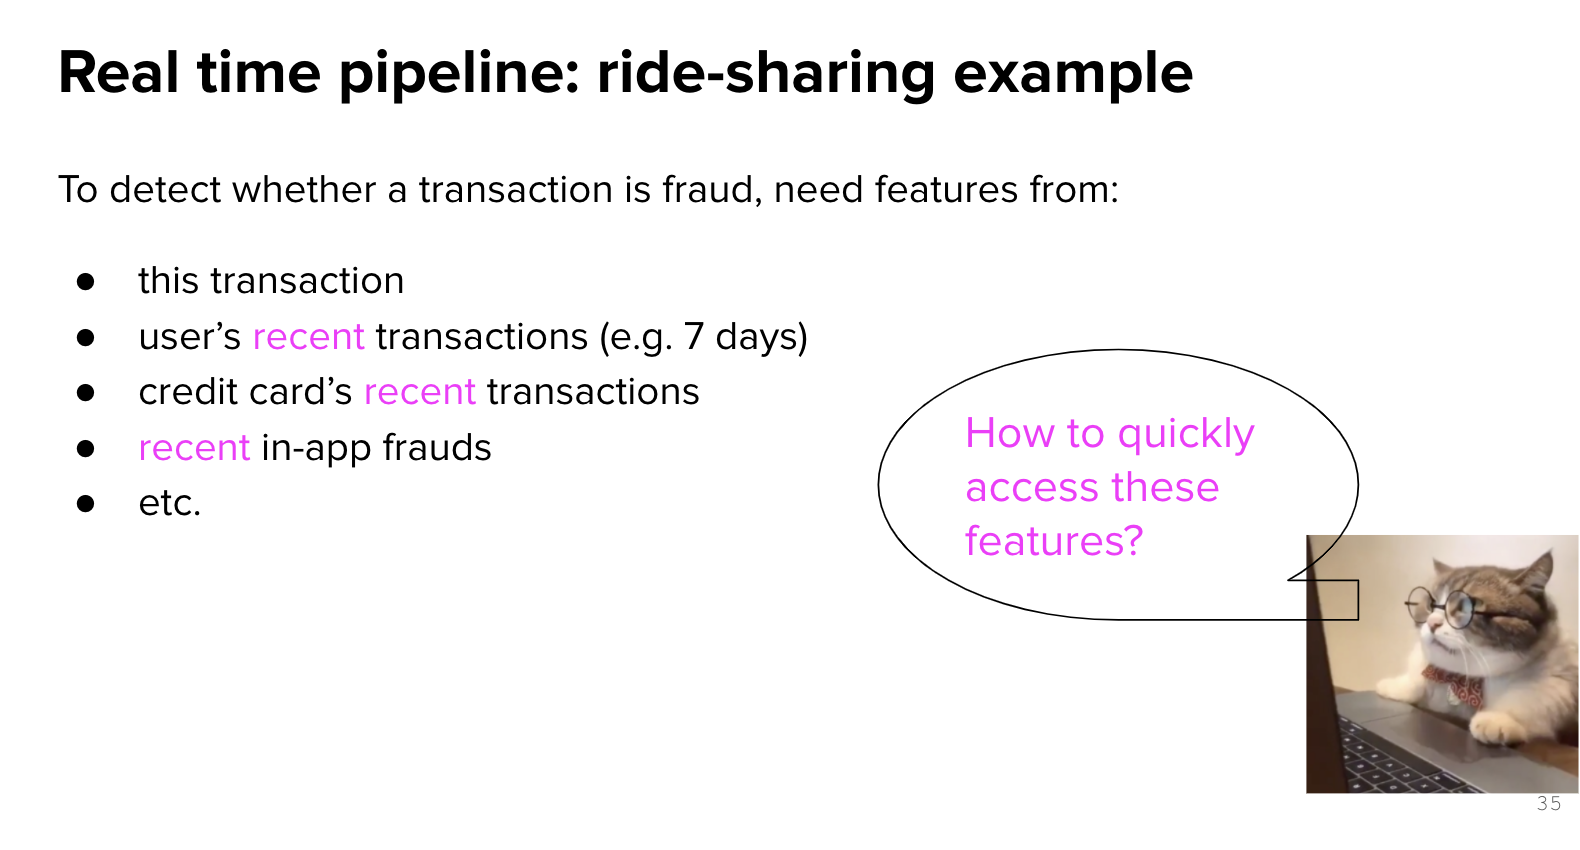 Real time pipeline: ride-sharing example
To detect whether a transaction is fraud, need features from:
● this transaction
● user’s recent transactions (e.g. 7 days)
● credit card’s recent transactions
● recent in-app frauds
● etc.
How to quickly
access these
features?
35